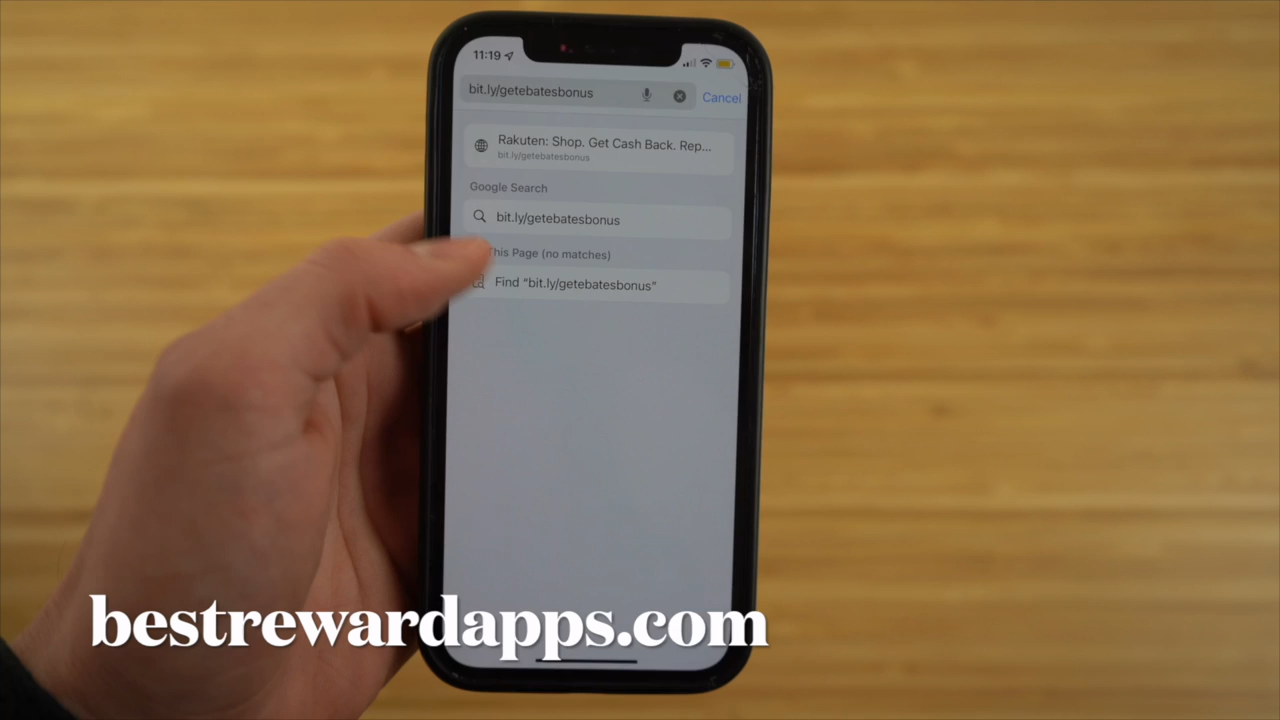 11:19
bit.ly/getebatesbonus
Cancel
Rakuten: Shop. Get Cash Back. Rep...
bit.ly/getebatesbonus
Google Search
bit.ly/getebatesbonus
This Page (no matches)
Find “bit.ly/getebatesbonus”
bestrewardapps.com